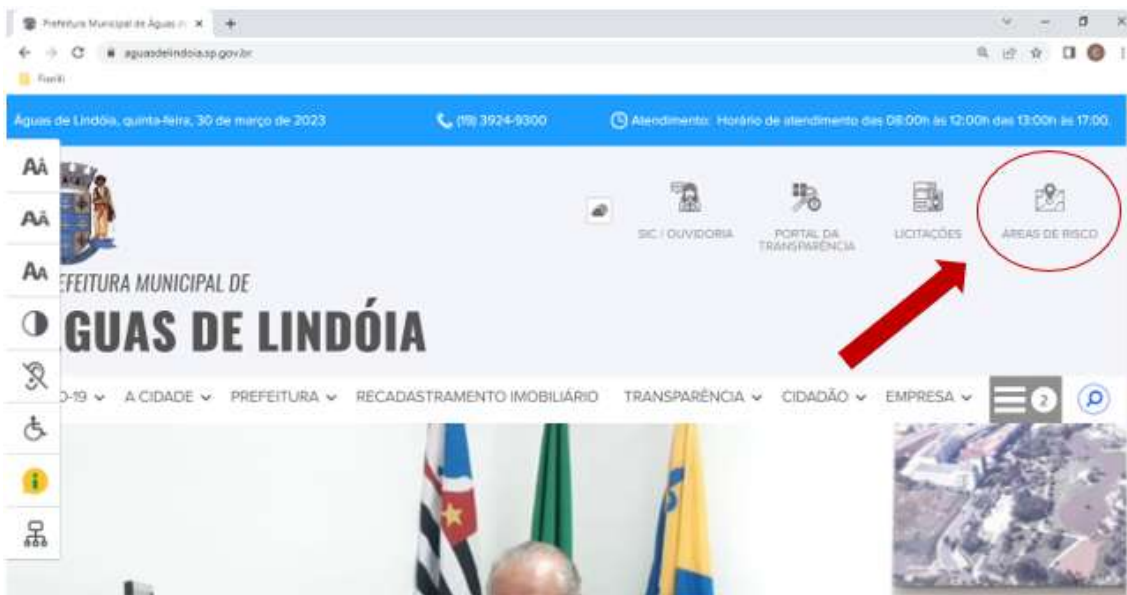 Prefeitura Municipal de Águas d
aguasdelindoia.sp.gov.br
Águas de Lindóia, quinta-feira, 30 de março de 2023
(19) 3924-9300
Atendimento: Horário de atendimento das 08:00h às 12:00h das 13:00h às 17:00.
SIC / OUVIDORIA
PORTAL DA
TRANSPARÊNCIA
LICITAÇÕES
ÁREAS DE RISCO
EFEITURA MUNICIPAL DE
GUAS DE LINDÓIA
D-19
A CIDADE
PREFEITURA
RECADASTRAMENTO IMOBILIÁRIO
TRANSPARÊNCIA
CIDADÃO
EMPRESA
2